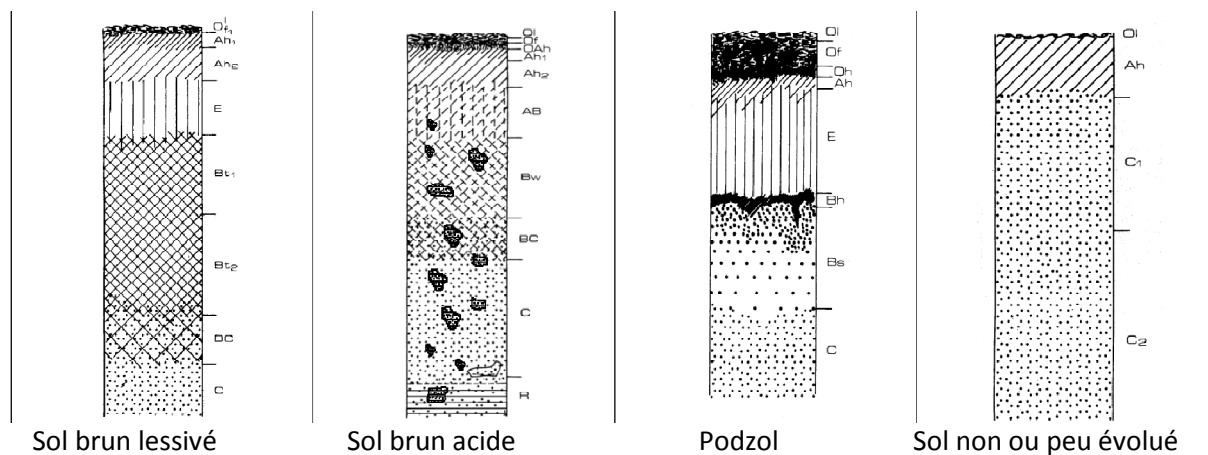 Ol
Of1
Ah1
Ah2
E
Bt1
Bt2
BC
C
Sol brun lessivé
Ol
Of
OAh
Ah1
Ah2
AB
Bw
BC
C
R
Sol brun acide
Ol
Of
Oh
Ah
E
Bh
Bs
C
Podzol
Ol
Ah
C1
C2
Sol non ou peu évolué